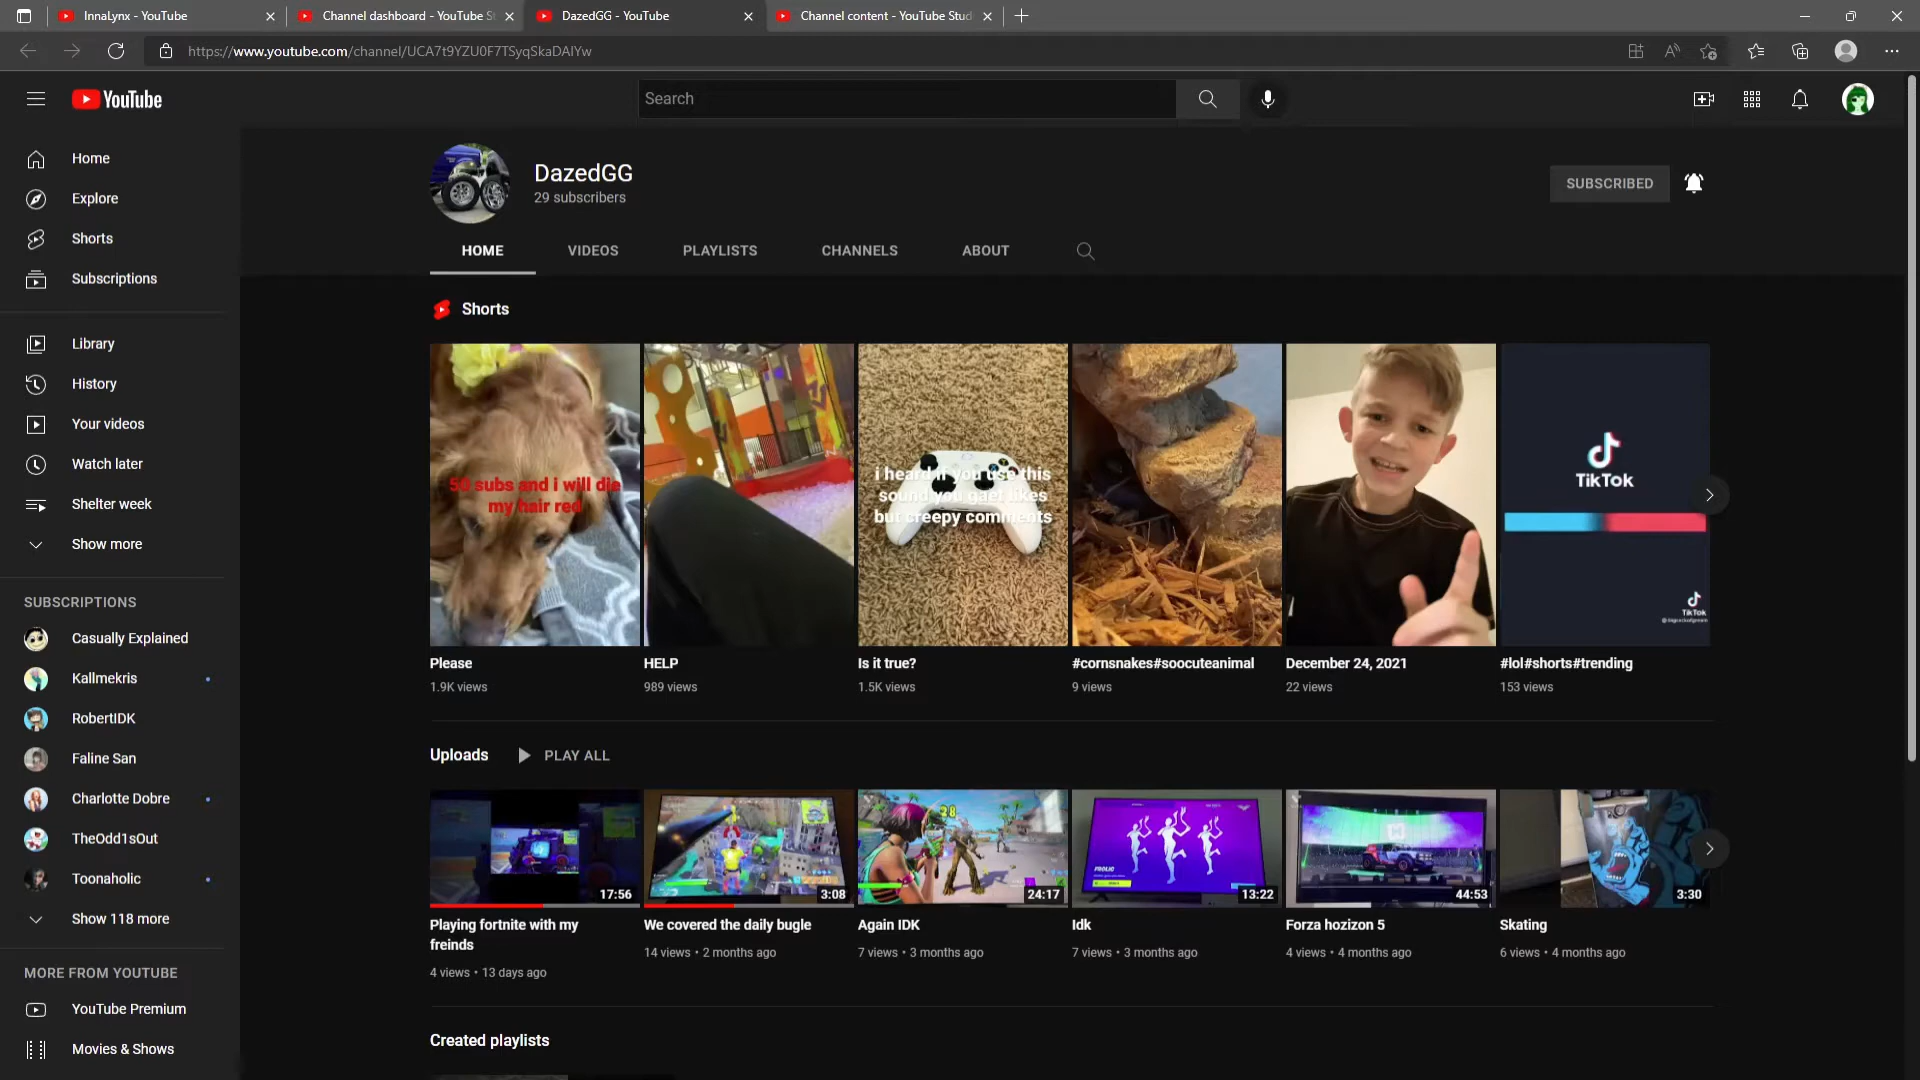 InnaLynx - YouTube
Channel dashboard - YouTube St
DazedGG - YouTube
Channel content - YouTube Stud
https://www.youtube.com/channel/UCA7t9YZU0F7TSyqSkaDAIYw
YouTube
Search
Home
Explore
Shorts
Subscriptions
Library
History
Your videos
Watch later
Shelter week
Show more
SUBSCRIPTIONS
Casually Explained
Kallmekris
RobertIDK
Faline San
Charlotte Dobre
TheOdd1sOut
Toonaholic
Show 118 more
MORE FROM YOUTUBE
YouTube Premium
Movies & Shows
DazedGG
29 subscribers
SUBSCRIBED
HOME
VIDEOS
PLAYLISTS
CHANNELS
ABOUT
Shorts
50 subs and i will die
my hair red
i heard if you use this
sound you gaet likes
but creepy comments
TikTok
TikTok
Please
1.9K views
HELP
989 views
Is it true?
1.5K views
#cornsnakes#soocuteanimal
9 views
December 24, 2021
22 views
#lol#shorts#trending
153 views
Uploads
PLAY ALL
17:56
3:08
28
24:17
FROLIC
13:22
44:53
3:30
Playing fortnite with my
freinds
4 views • 13 days ago
We covered the daily bugle
14 views • 2 months ago
Again IDK
7 views • 3 months ago
Idk
7 views • 3 months ago
Forza hozizon 5
4 views • 4 months ago
Skating
6 views • 4 months ago
Created playlists